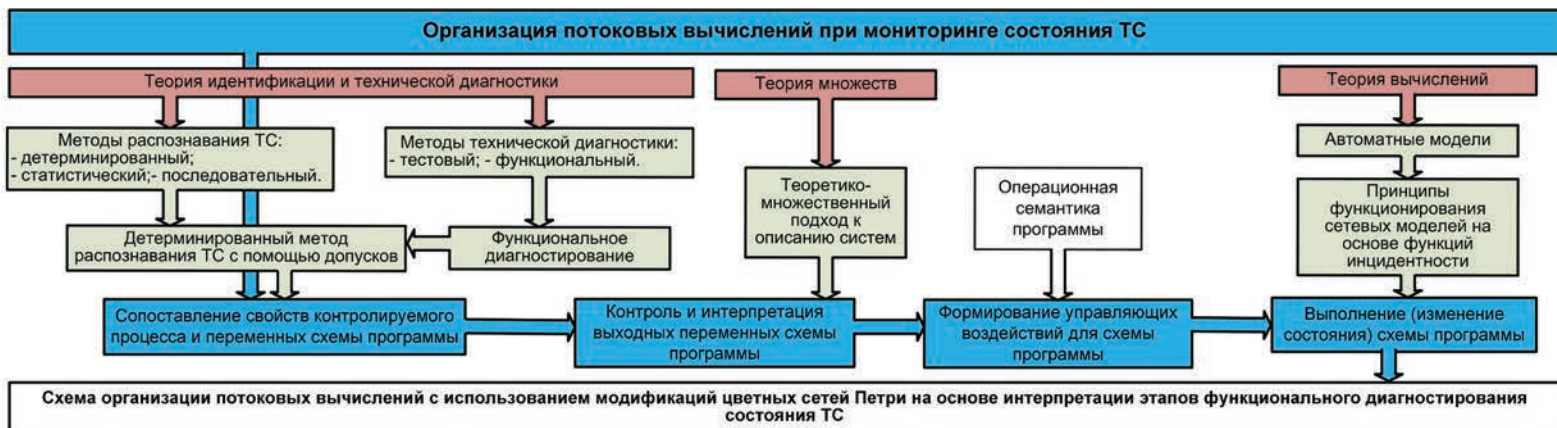 Организация потоковых вычислений при мониторинге состояния ТС
Теория идентификации и технической диагностики
Теория множеств
Теория вычислений
Методы распознавания ТС:
- детерминированный;
- статистический;- последовательный.
Методы технической диагностики:
- тестовый; - функциональный.
Автоматные модели
Теоретико-
множественный
подход к
описанию систем
Операционная
семантика
программы
Принципы
функционирования
сетевых моделей на
основе функций
инцидентности
Детерминированный метод
распознавания ТС с помощью допусков
Функциональное
диагностирование
Сопоставление свойств контролируемого
процесса и переменных схемы программы
Контроль и интерпретация
выходных переменных схемы
программы
Формирование управляющих
воздействий для схемы
программы
Выполнение (изменение
состояния) схемы программы
Схема организации потоковых вычислений с использованием модификаций цветных сетей Петри на основе интерпретации этапов функционального диагностирования
состояния ТС